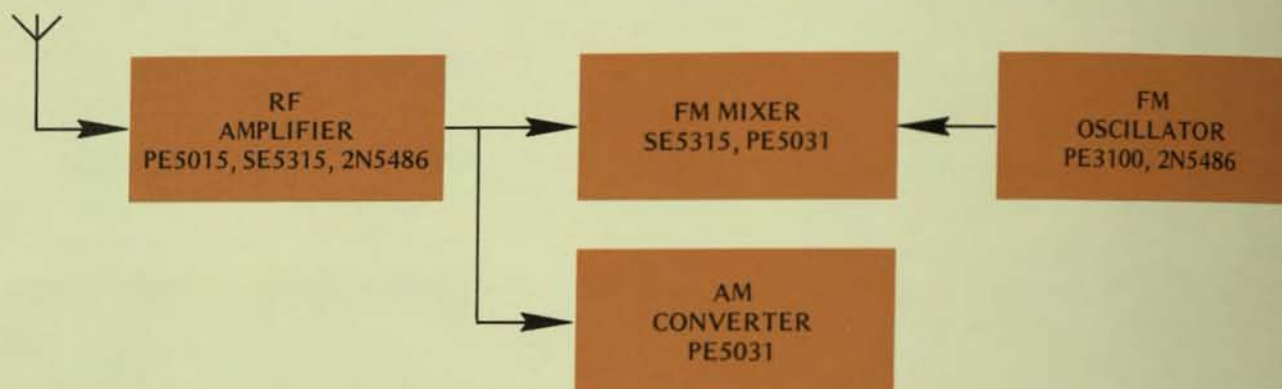 RF
AMPLIFIER
PE5015, SE5315, 2N5486
FM MIXER
SE5315, PE5031
FM
OSCILLATOR
PE3100, 2N5486
AM
CONVERTER
PE5031